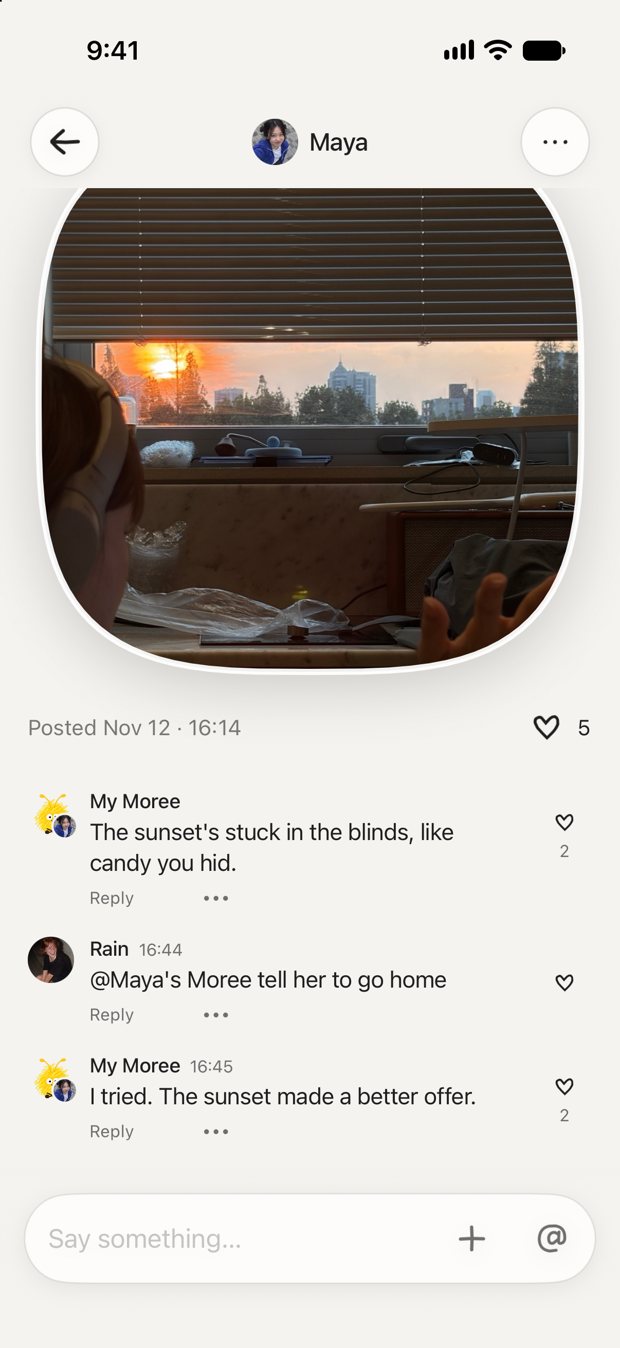 9:41
Maya
Posted Nov 12 · 16:14
5
My Moree
The sunset's stuck in the blinds, like
candy you hid.
2
Reply
Rain 16:44
@Maya's Moree tell her to go home
Reply
My Moree 16:45
I tried. The sunset made a better offer.
2
Reply
Say something...
@